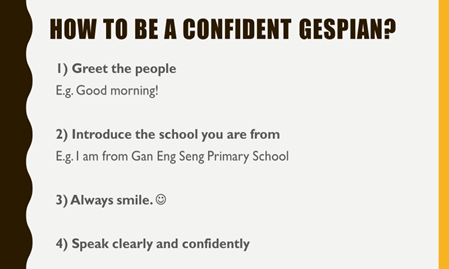 HOW TO BE A CONFIDENT GESPIAN?
1) Greet the people
E.g. Good morning!
2) Introduce the school you are from
E.g. I am from Gan Eng Seng Primary School
3) Always smile.☺
4) Speak clearly and confidently